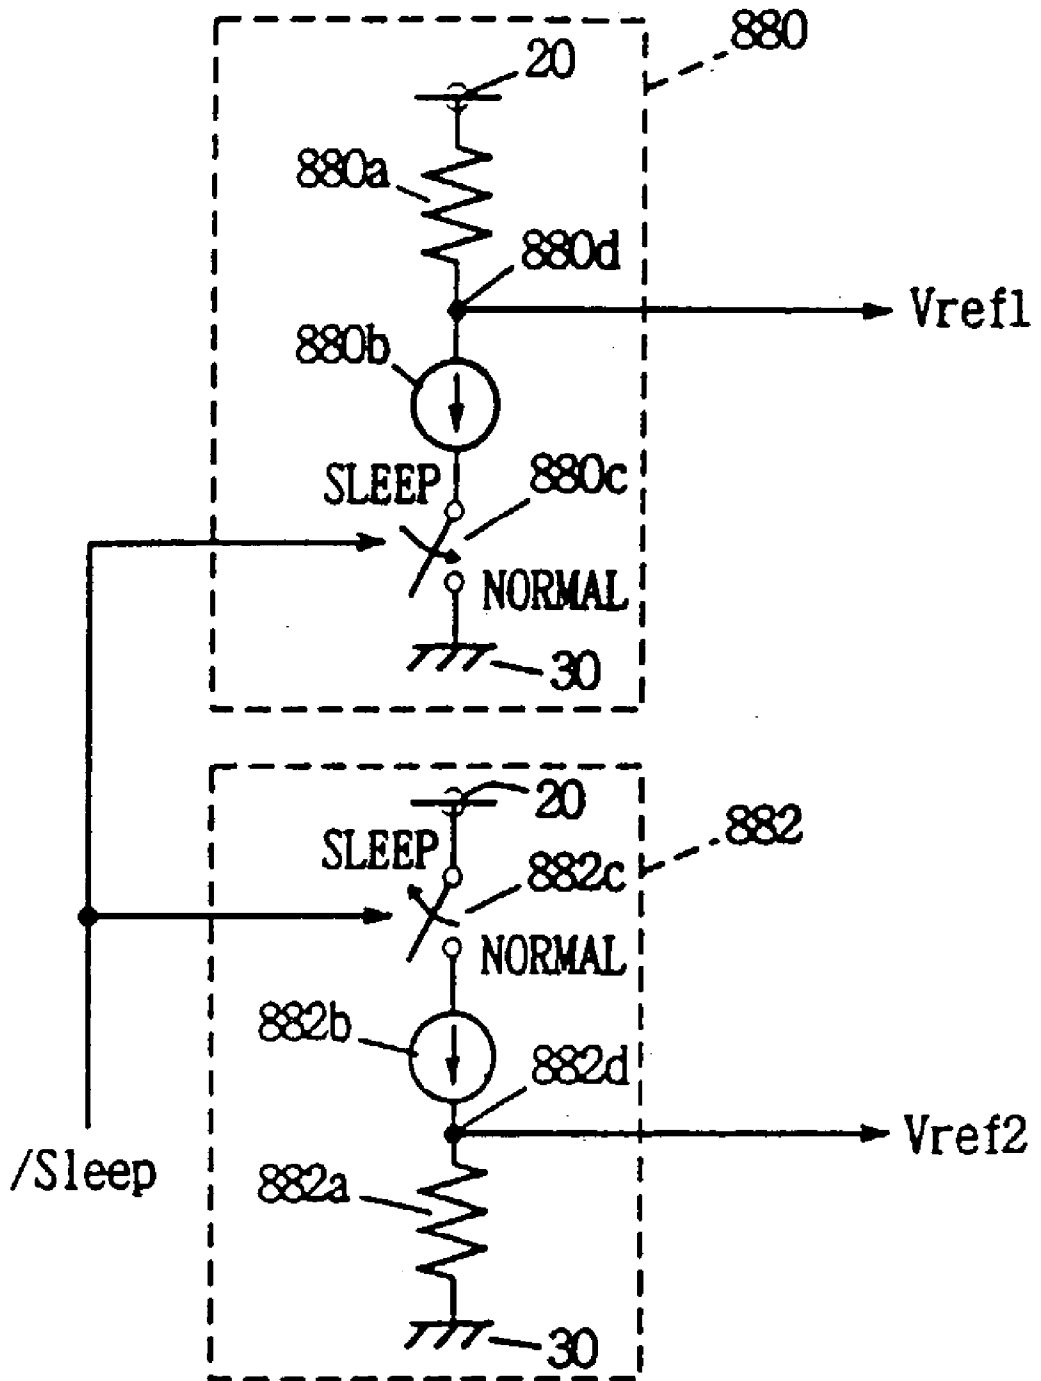 880
20
880a
880d
Vref1
880b
SLEEP
880c
NORMAL
30
20
882
SLEEP
882c
NORMAL
882b
882d
Vref2
/Sleep
882a
30